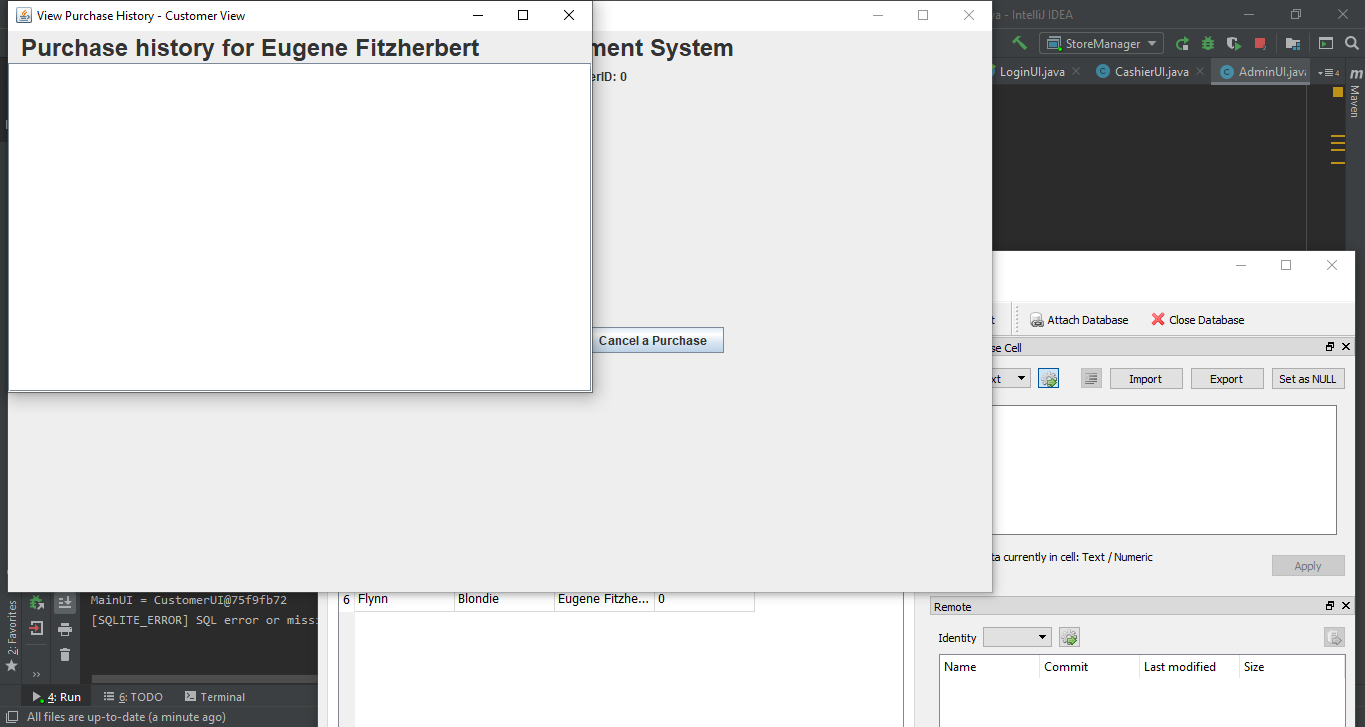 View Purchase History - Customer View
Purchase history for Eugene Fitzherbert
ment System
erID: 0
Cancel a Purchase
va - IntelliJ IDEA
StoreManager
LoginUI.java
CashierUI.java
AdminUI.java
4
Maven
Attach Database
Close Database
se Cell
xt
Import
Export
Set as NULL
ta currently in cell: Text / Numeric
Apply
Remote
Identity
Name
Commit
Last modified
Size
6
Flynn
Blondie
Eugene Fitzhe...
0
2: Favorites
MainUI = CustomerUI@75f9fb72
[SQLITE_ERROR] SQL error or miss
4: Run
6: TODO
Terminal
All files are up-to-date (a minute ago)